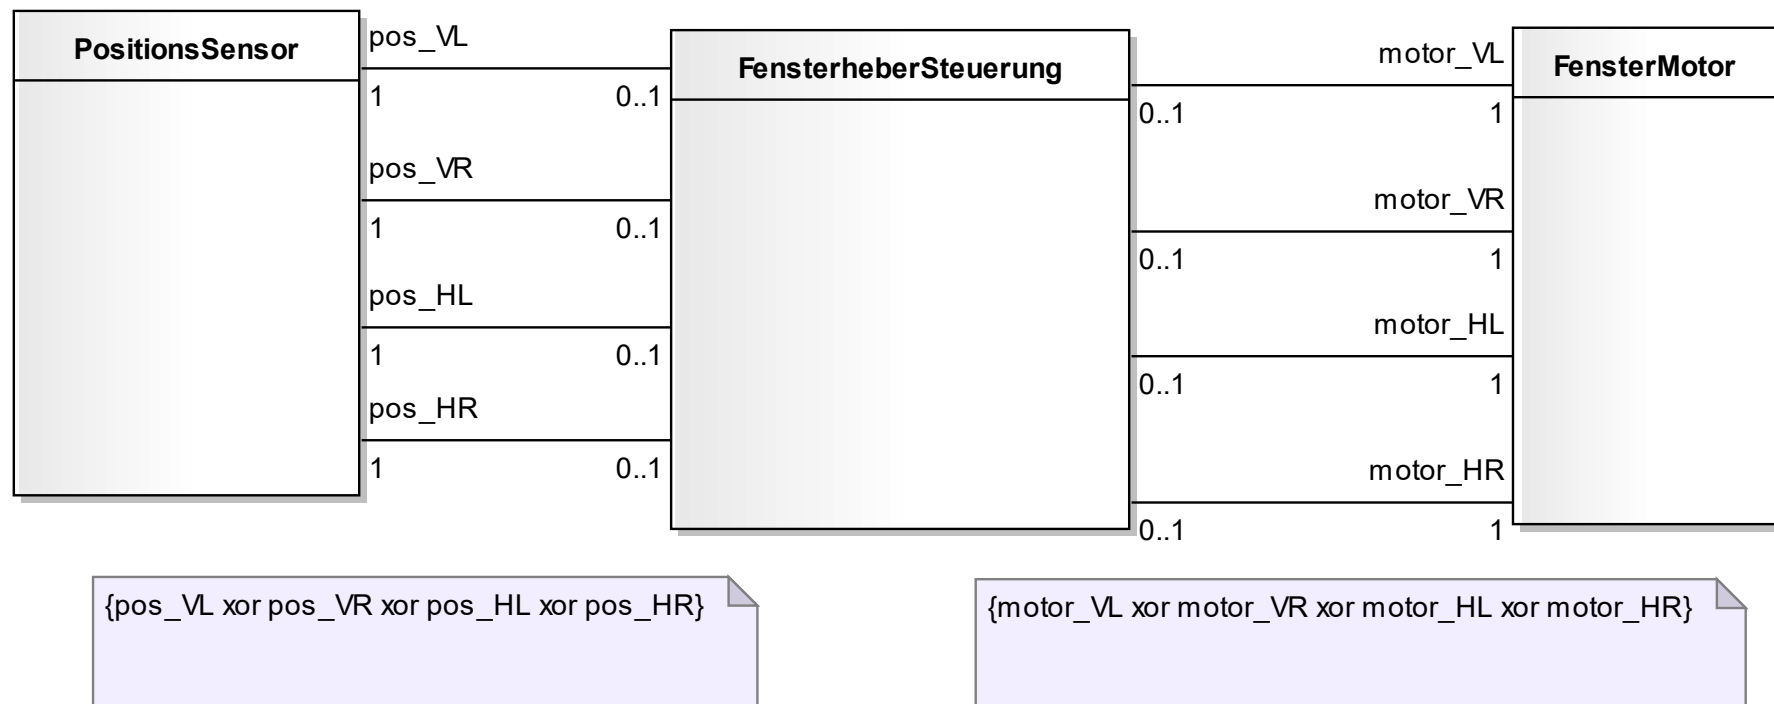 PositionsSensor
pos_VL
1
0..1
pos_VR
1
0..1
pos_HL
1
0..1
pos_HR
1
0..1
FensterheberSteuerung
motor_VL
0..1
1
motor_VR
0..1
1
motor_HL
0..1
1
motor_HR
0..1
1
FensterMotor
{pos_VL xor pos_VR xor pos_HL xor pos_HR}
{motor_VL xor motor_VR xor motor_HL xor motor_HR}